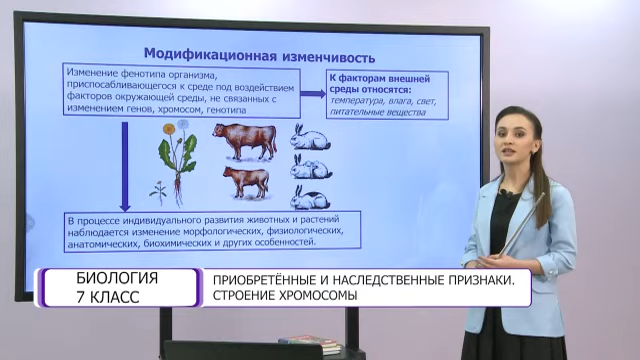 Модификационная изменчивость
Изменение фенотипа организма,
приспосабливающегося к среде под воздействием
факторов окружающей среды, не связанных с
изменением генов, хромосом, генотипа
К факторам внешней
среды относятся:
температура, влага, свет,
питательные вещества
В процессе индивидуального развития животных и растений
наблюдается изменение морфологических, физиологических,
анатомических, биохимических и других особенностей.
БИОЛОГИЯ
7 КЛАСС
ПРИОБРЕТЁННЫЕ И НАСЛЕДСТВЕННЫЕ ПРИЗНАКИ.
СТРОЕНИЕ ХРОМОСОМЫ